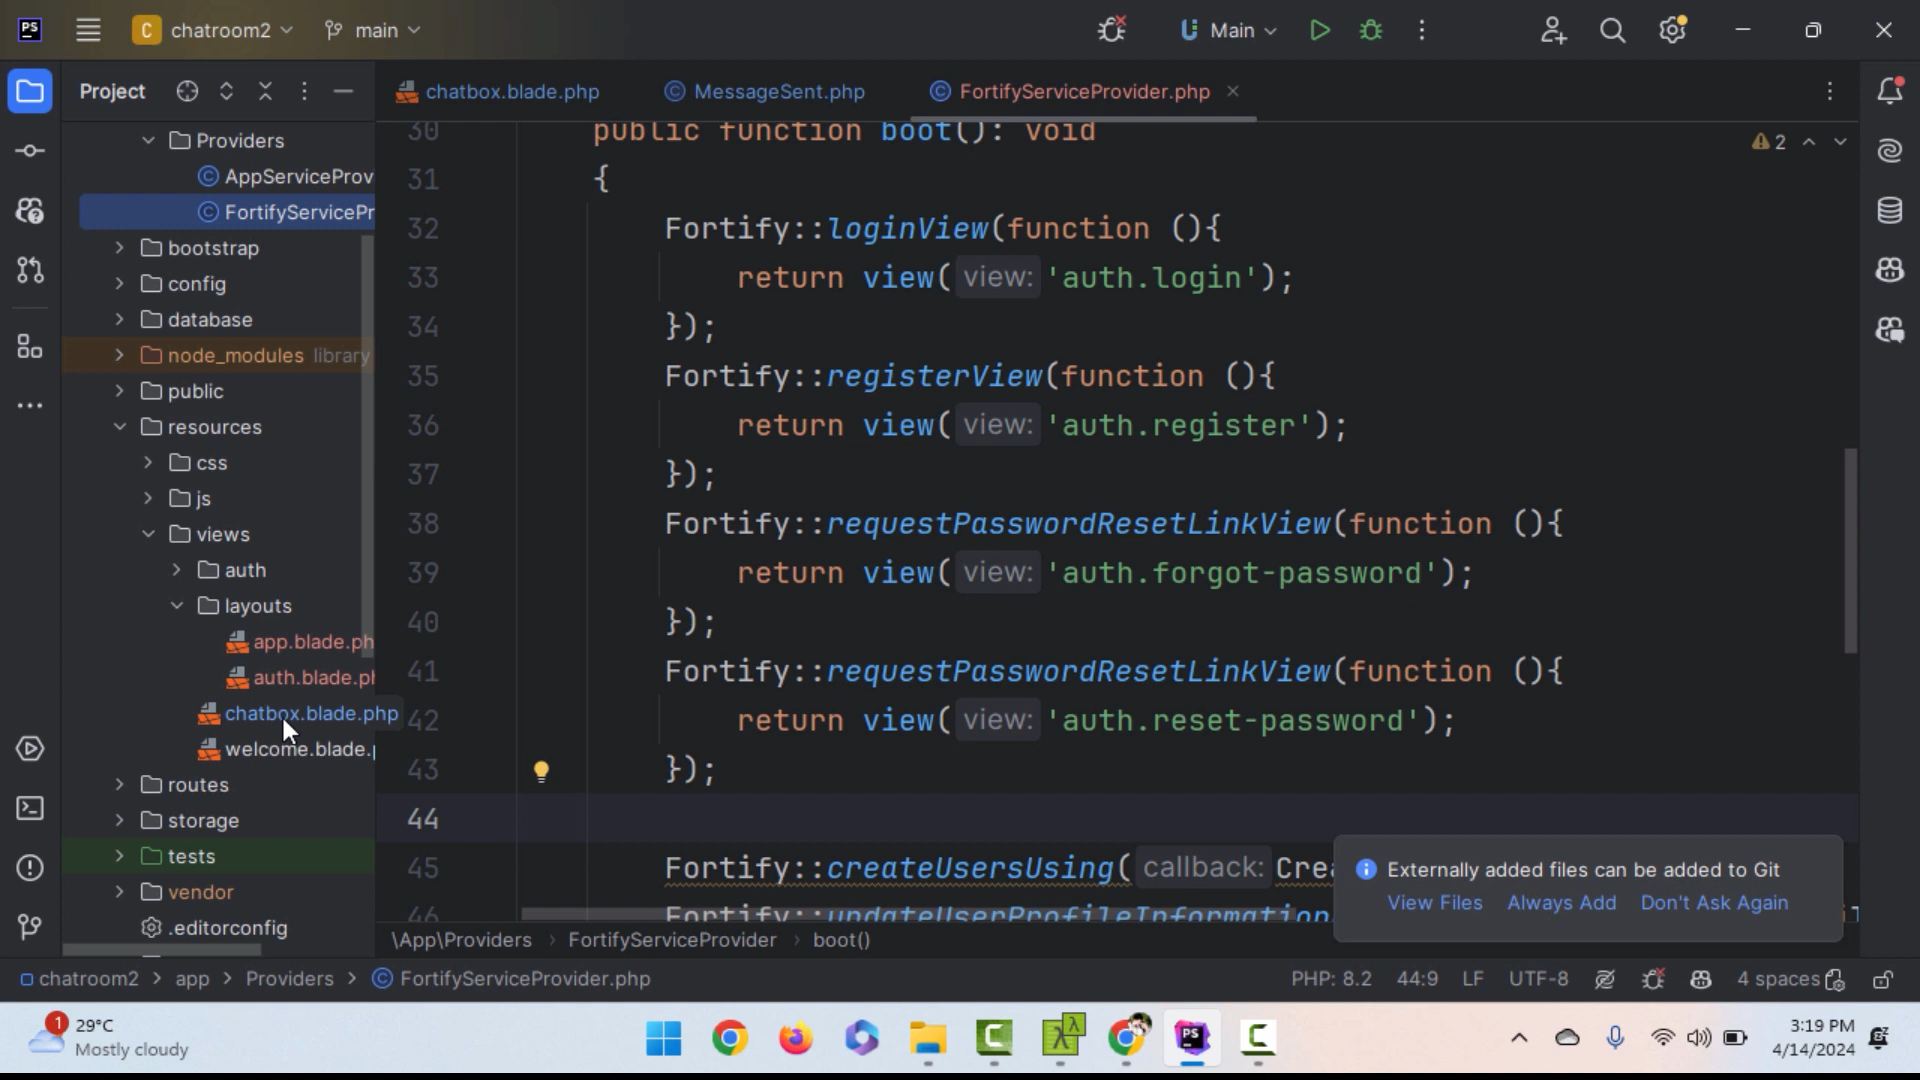 PS
C chatroom2
main
Main
Project
chatbox.blade.php
MessageSent.php
FortifyServiceProvider.php
Providers
AppServiceProv
FortifyServicePr
bootstrap
config
database
node_modules library
public
resources
css
js
views
auth
layouts
app.blade.ph
auth.blade.ph
chatbox.blade.php
welcome.blade.p
routes
storage
tests
vendor
.editorconfig
2
30 public function boot(): void
31 {
32 Fortify::loginView(function (){
33 return view( view: 'auth.login');
34 });
35 Fortify::registerView(function (){
36 return view( view: 'auth.register');
37 });
38 Fortify::requestPasswordResetLinkView(function (){
39 return view( view: 'auth.forgot-password');
40 });
41 Fortify::requestPasswordResetLinkView(function (){
42 return view( view: 'auth.reset-password');
43 });
44
45 Fortify::createUsersUsing( callback: Crea
46 Fortify::updateUserProfileInformation
Externally added files can be added to Git
View Files Always Add Don't Ask Again
\App\Providers > FortifyServiceProvider > boot()
chatroom2 > app > Providers > FortifyServiceProvider.php
PHP: 8.2 44:9 LF UTF-8 4 spaces
1
29°C
Mostly cloudy
PS
3:19 PM
4/14/2024